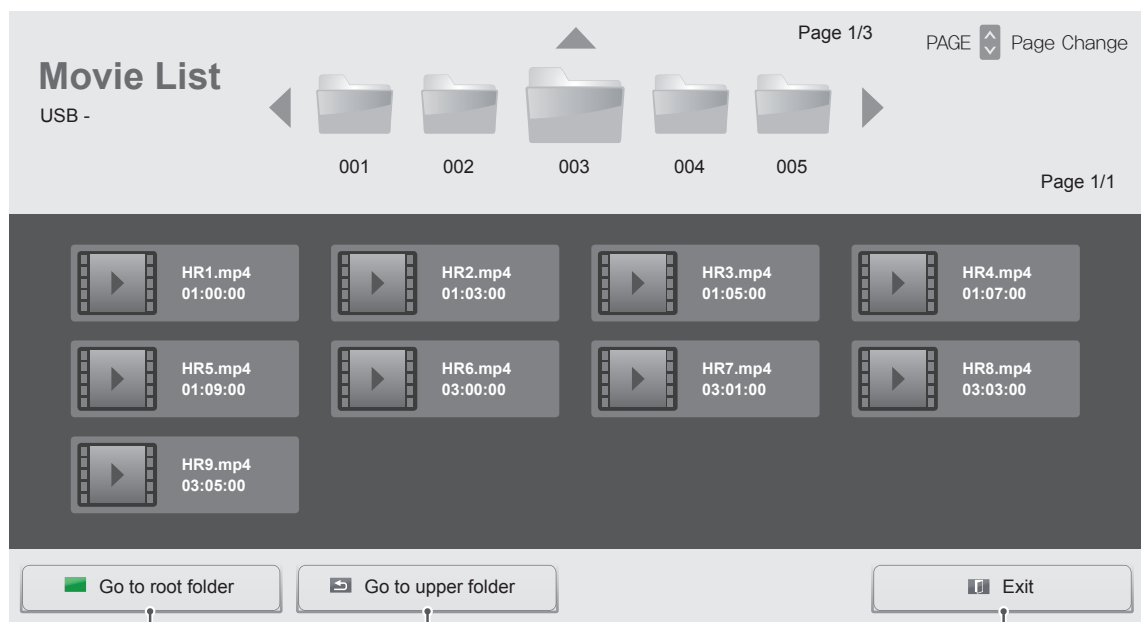 Page 1/3
PAGE Page Change
Movie List
USB -
001 002 003 004 005
Page 1/1
HR1.mp4 HR2.mp4 HR3.mp4 HR4.mp4
01:00:00 01:03:00 01:05:00 01:07:00
HR5.mp4 HR6.mp4 HR7.mp4 HR8.mp4
01:09:00 03:00:00 03:01:00 03:03:00
HR9.mp4
03:05:00
Go to root folder Go to upper folder Exit